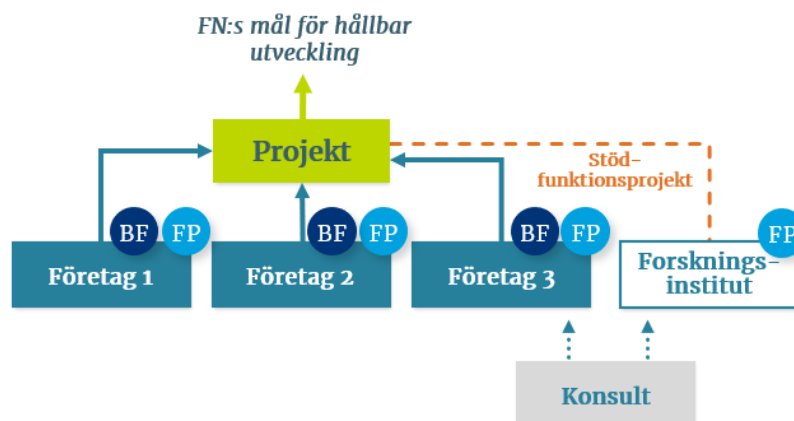 FN:s mål för hållbar
utveckling
Projekt
Stöd-
funktionsprojekt
BF FP
BF FP
BF FP
FP
Företag 1
Företag 2
Företag 3
Forsknings-
institut
Konsult